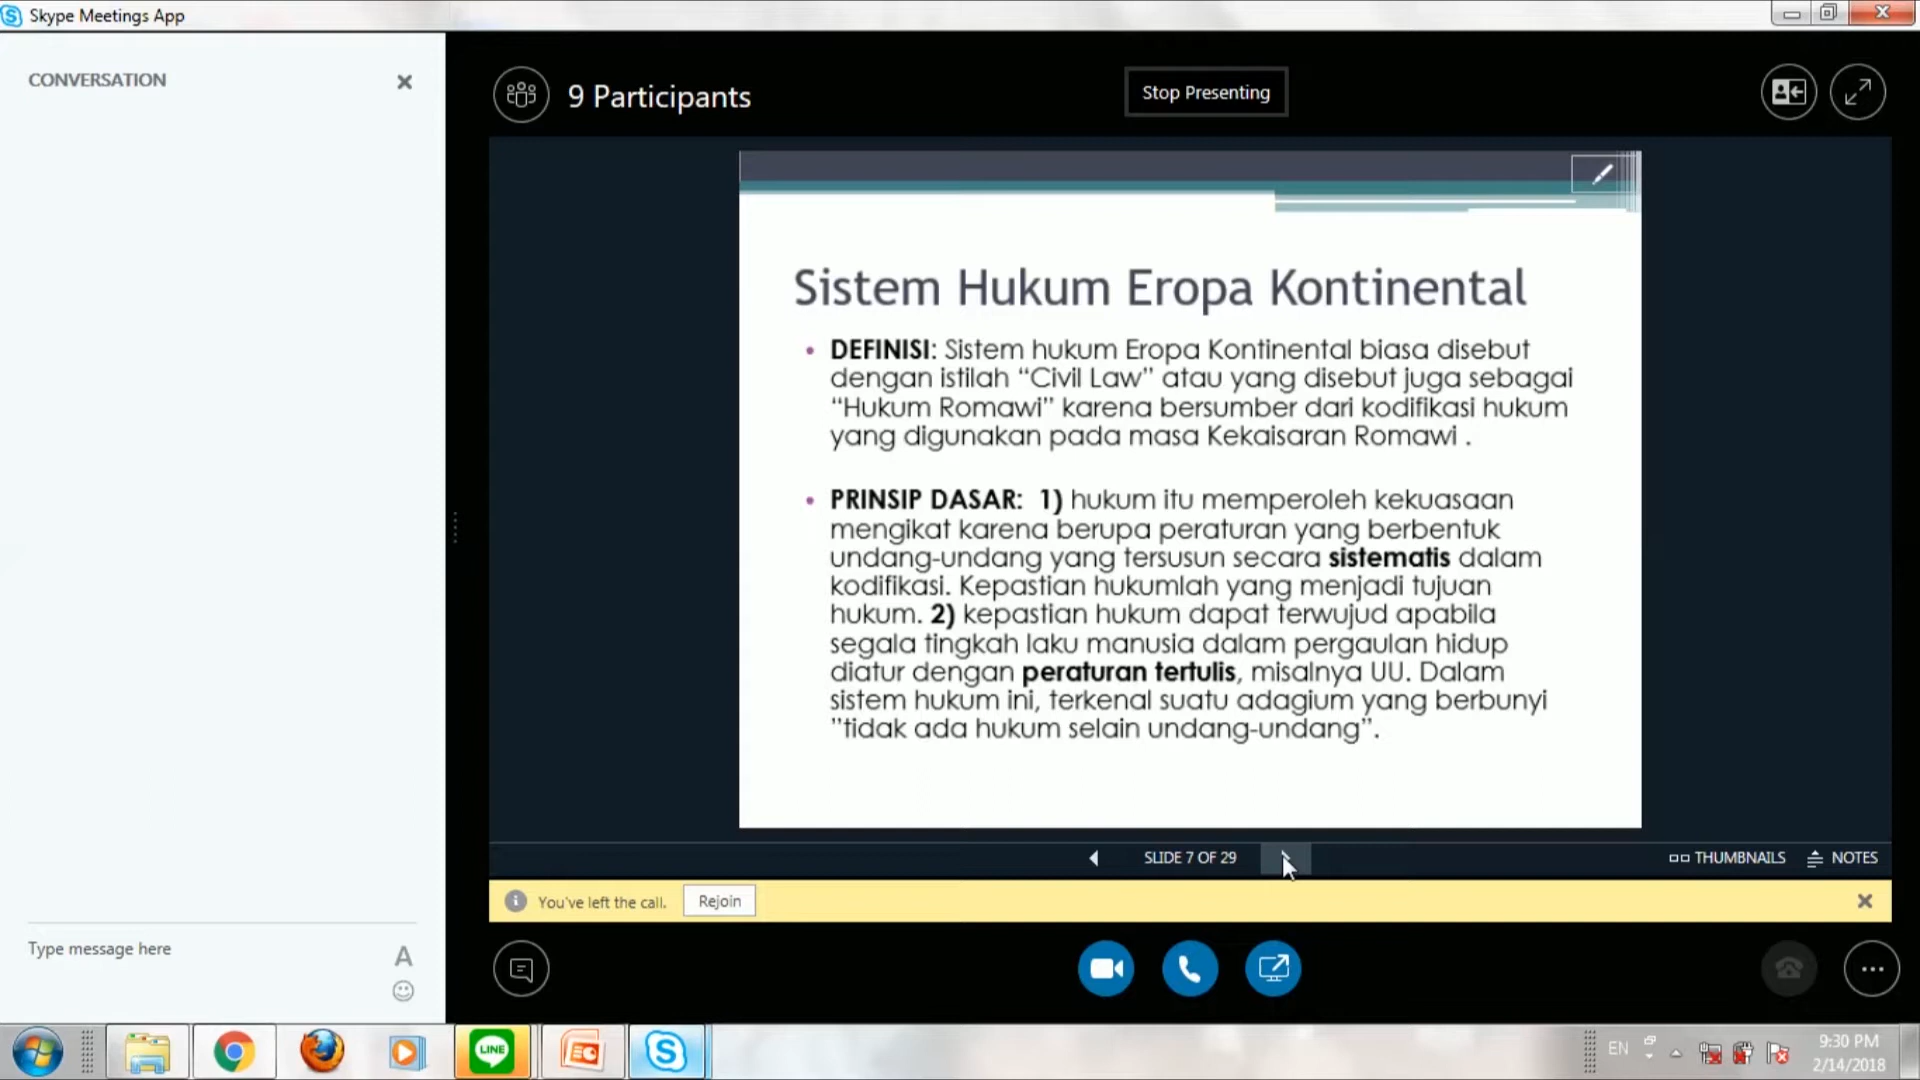 Skype Meetings App
CONVERSATION
9 Participants
Stop Presenting
Sistem Hukum Eropa Kontinental
• DEFINISI: Sistem hukum Eropa Kontinental biasa disebut
dengan istilah “Civil Law” atau yang disebut juga sebagai
“Hukum Romawi” karena bersumber dari kodifikasi hukum
yang digunakan pada masa Kekaisaran Romawi .
• PRINSIP DASAR: 1) hukum itu memperoleh kekuasaan
mengikat karena berupa peraturan yang berbentuk
undang-undang yang tersusun secara sistematis dalam
kodifikasi. Kepastian hukumlah yang menjadi tujuan
hukum. 2) kepastian hukum dapat terwujud apabila
segala tingkah laku manusia dalam pergaulan hidup
diatur dengan peraturan tertulis, misalnya UU. Dalam
sistem hukum ini, terkenal suatu adagium yang berbunyi
”tidak ada hukum selain undang-undang”.
SLIDE 7 OF 29
THUMBNAILS
NOTES
You've left the call.
Rejoin
Type message here
A
LINE
EN
9:30 PM
2/14/2018